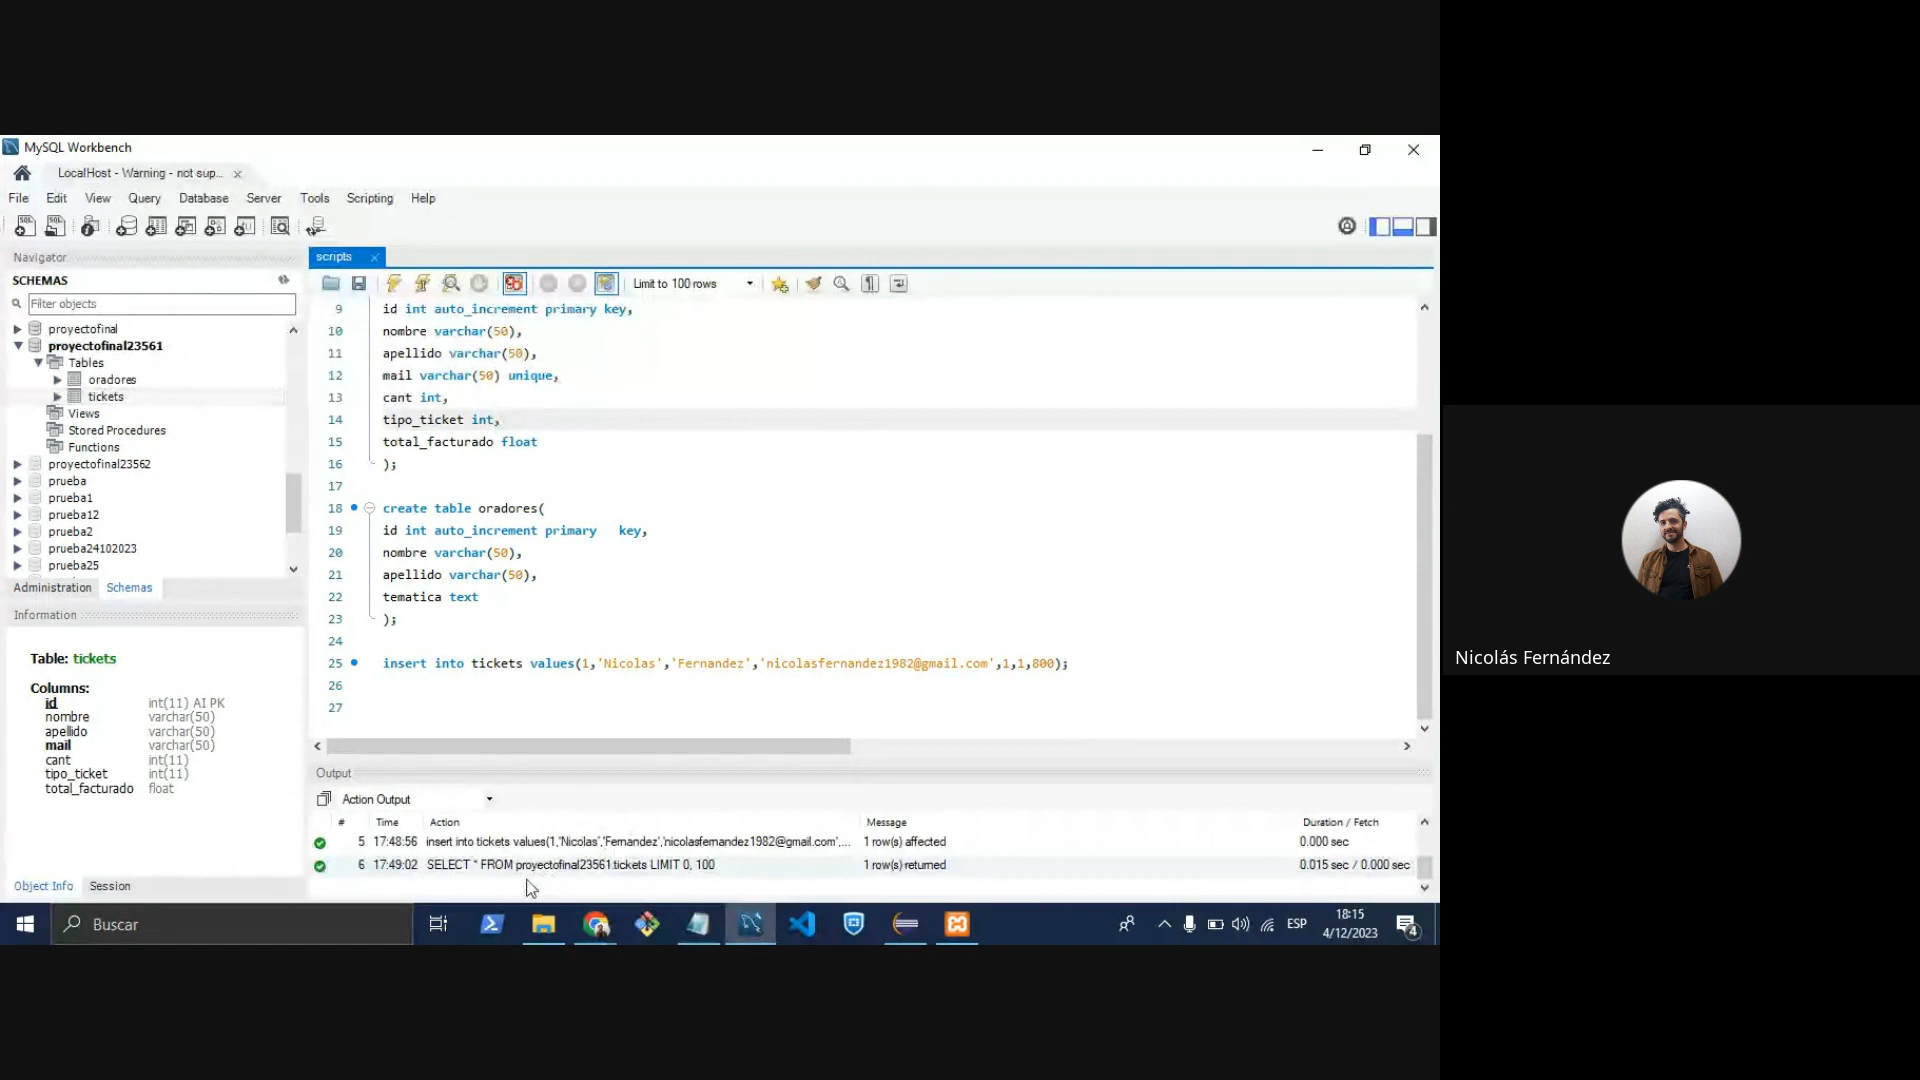 MySQL Workbench
LocalHost - Warning - not sup...
File Edit View Query Database Server Tools Scripting Help
Navigator
SCHEMAS
Filter objects
proyectofinal
proyectofinal23561
Tables
oradores
tickets
Views
Stored Procedures
Functions
proyectofinal23562
prueba
prueba1
prueba12
prueba2
prueba24102023
prueba25
Administration Schemas
Information
Table: tickets
Columns:
id int(11) AI PK
nombre varchar(50)
apellido varchar(50)
mail varchar(50)
cant int(11)
tipo_ticket int(11)
total_facturado float
Object Info Session
scripts
Limit to 100 rows
9 id int auto_increment primary key,
10 nombre varchar(50),
11 apellido varchar(50),
12 mail varchar(50) unique,
13 cant int,
14 tipo_ticket int,
15 total_facturado float
16 );
17
18 create table oradores(
19 id int auto_increment primary key,
20 nombre varchar(50),
21 apellido varchar(50),
22 tematica text
23 );
24
25 insert into tickets values(1,'Nicolas','Fernandez','nicolasfernandez1982@gmail.com',1,1,800);
26
27
Output
Action Output
# Time Action Message Duration / Fetch
5 17:48:56 insert into tickets values(1,'Nicolas','Fernandez','nicolasfernandez1982@gmail.com',... 1 row(s) affected 0.000 sec
6 17:49:02 SELECT * FROM proyectofinal23561.tickets LIMIT 0, 100 1 row(s) returned 0.015 sec / 0.000 sec
Buscar
ESP
18:15
4/12/2023
4
Nicolás Fernández